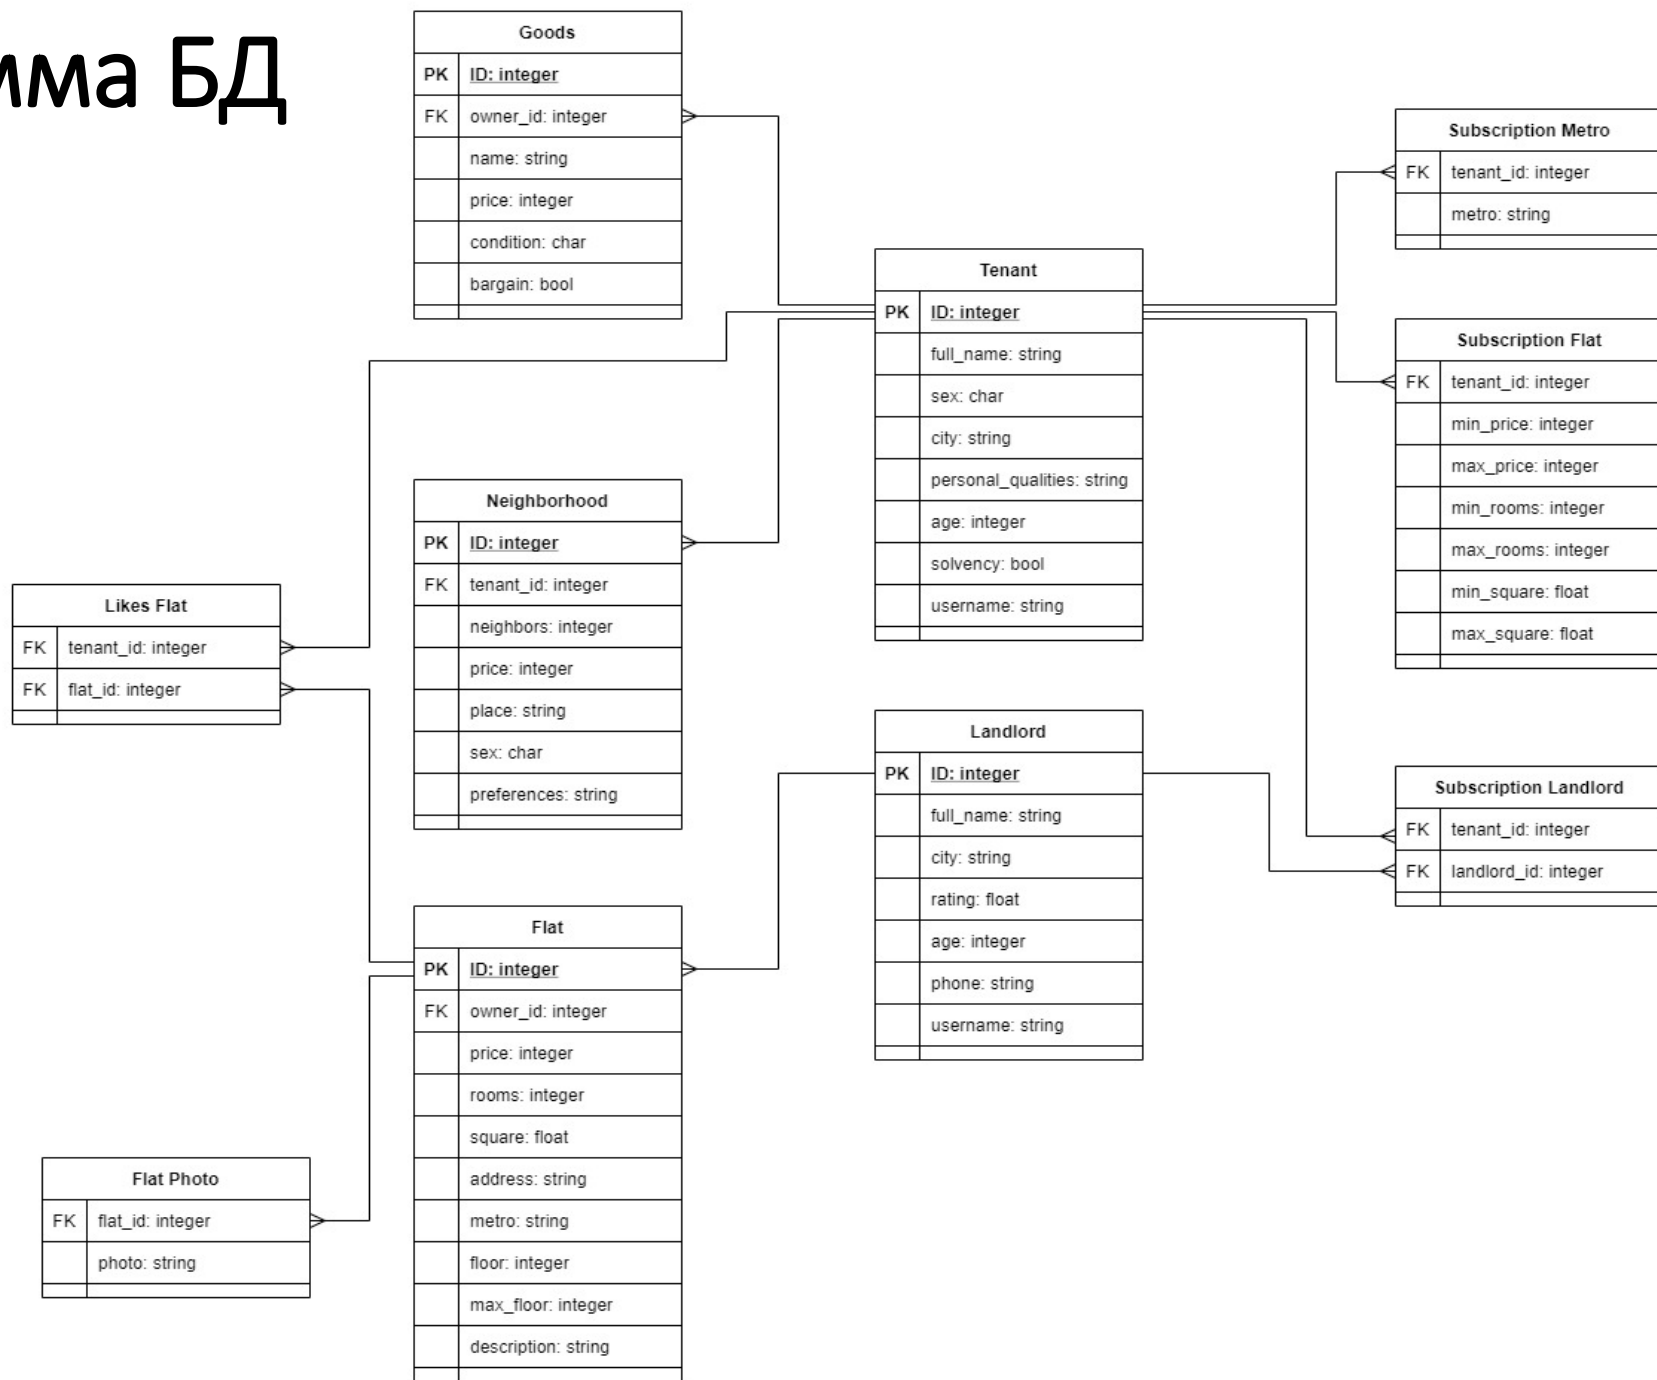 мма БД
Goods
PK ID: integer
FK owner_id: integer
name: string
price: integer
condition: char
bargain: bool
Subscription Metro
FK tenant_id: integer
metro: string
Tenant
PK ID: integer
full_name: string
sex: char
city: string
personal_qualities: string
age: integer
solvency: bool
username: string
Subscription Flat
FK tenant_id: integer
min_price: integer
max_price: integer
min_rooms: integer
max_rooms: integer
min_square: float
max_square: float
Neighborhood
PK ID: integer
FK tenant_id: integer
neighbors: integer
price: integer
place: string
sex: char
preferences: string
Likes Flat
FK tenant_id: integer
FK flat_id: integer
Landlord
PK ID: integer
full_name: string
city: string
rating: float
age: integer
phone: string
username: string
Subscription Landlord
FK tenant_id: integer
FK landlord_id: integer
Flat
PK ID: integer
FK owner_id: integer
price: integer
rooms: integer
square: float
address: string
metro: string
floor: integer
max_floor: integer
description: string
Flat Photo
FK flat_id: integer
photo: string